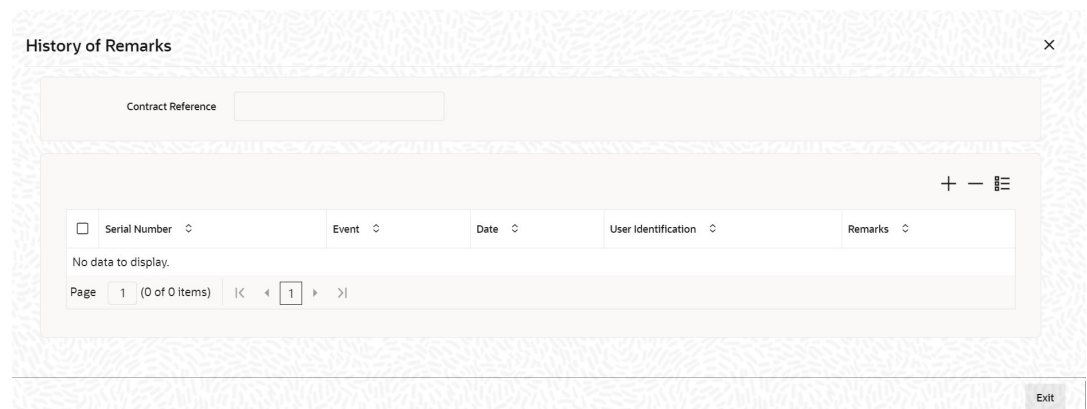 History of Remarks
Contract Reference
Serial Number Event Date User Identification Remarks
No data to display.
Page 1 (0 of 0 items) 1
Exit